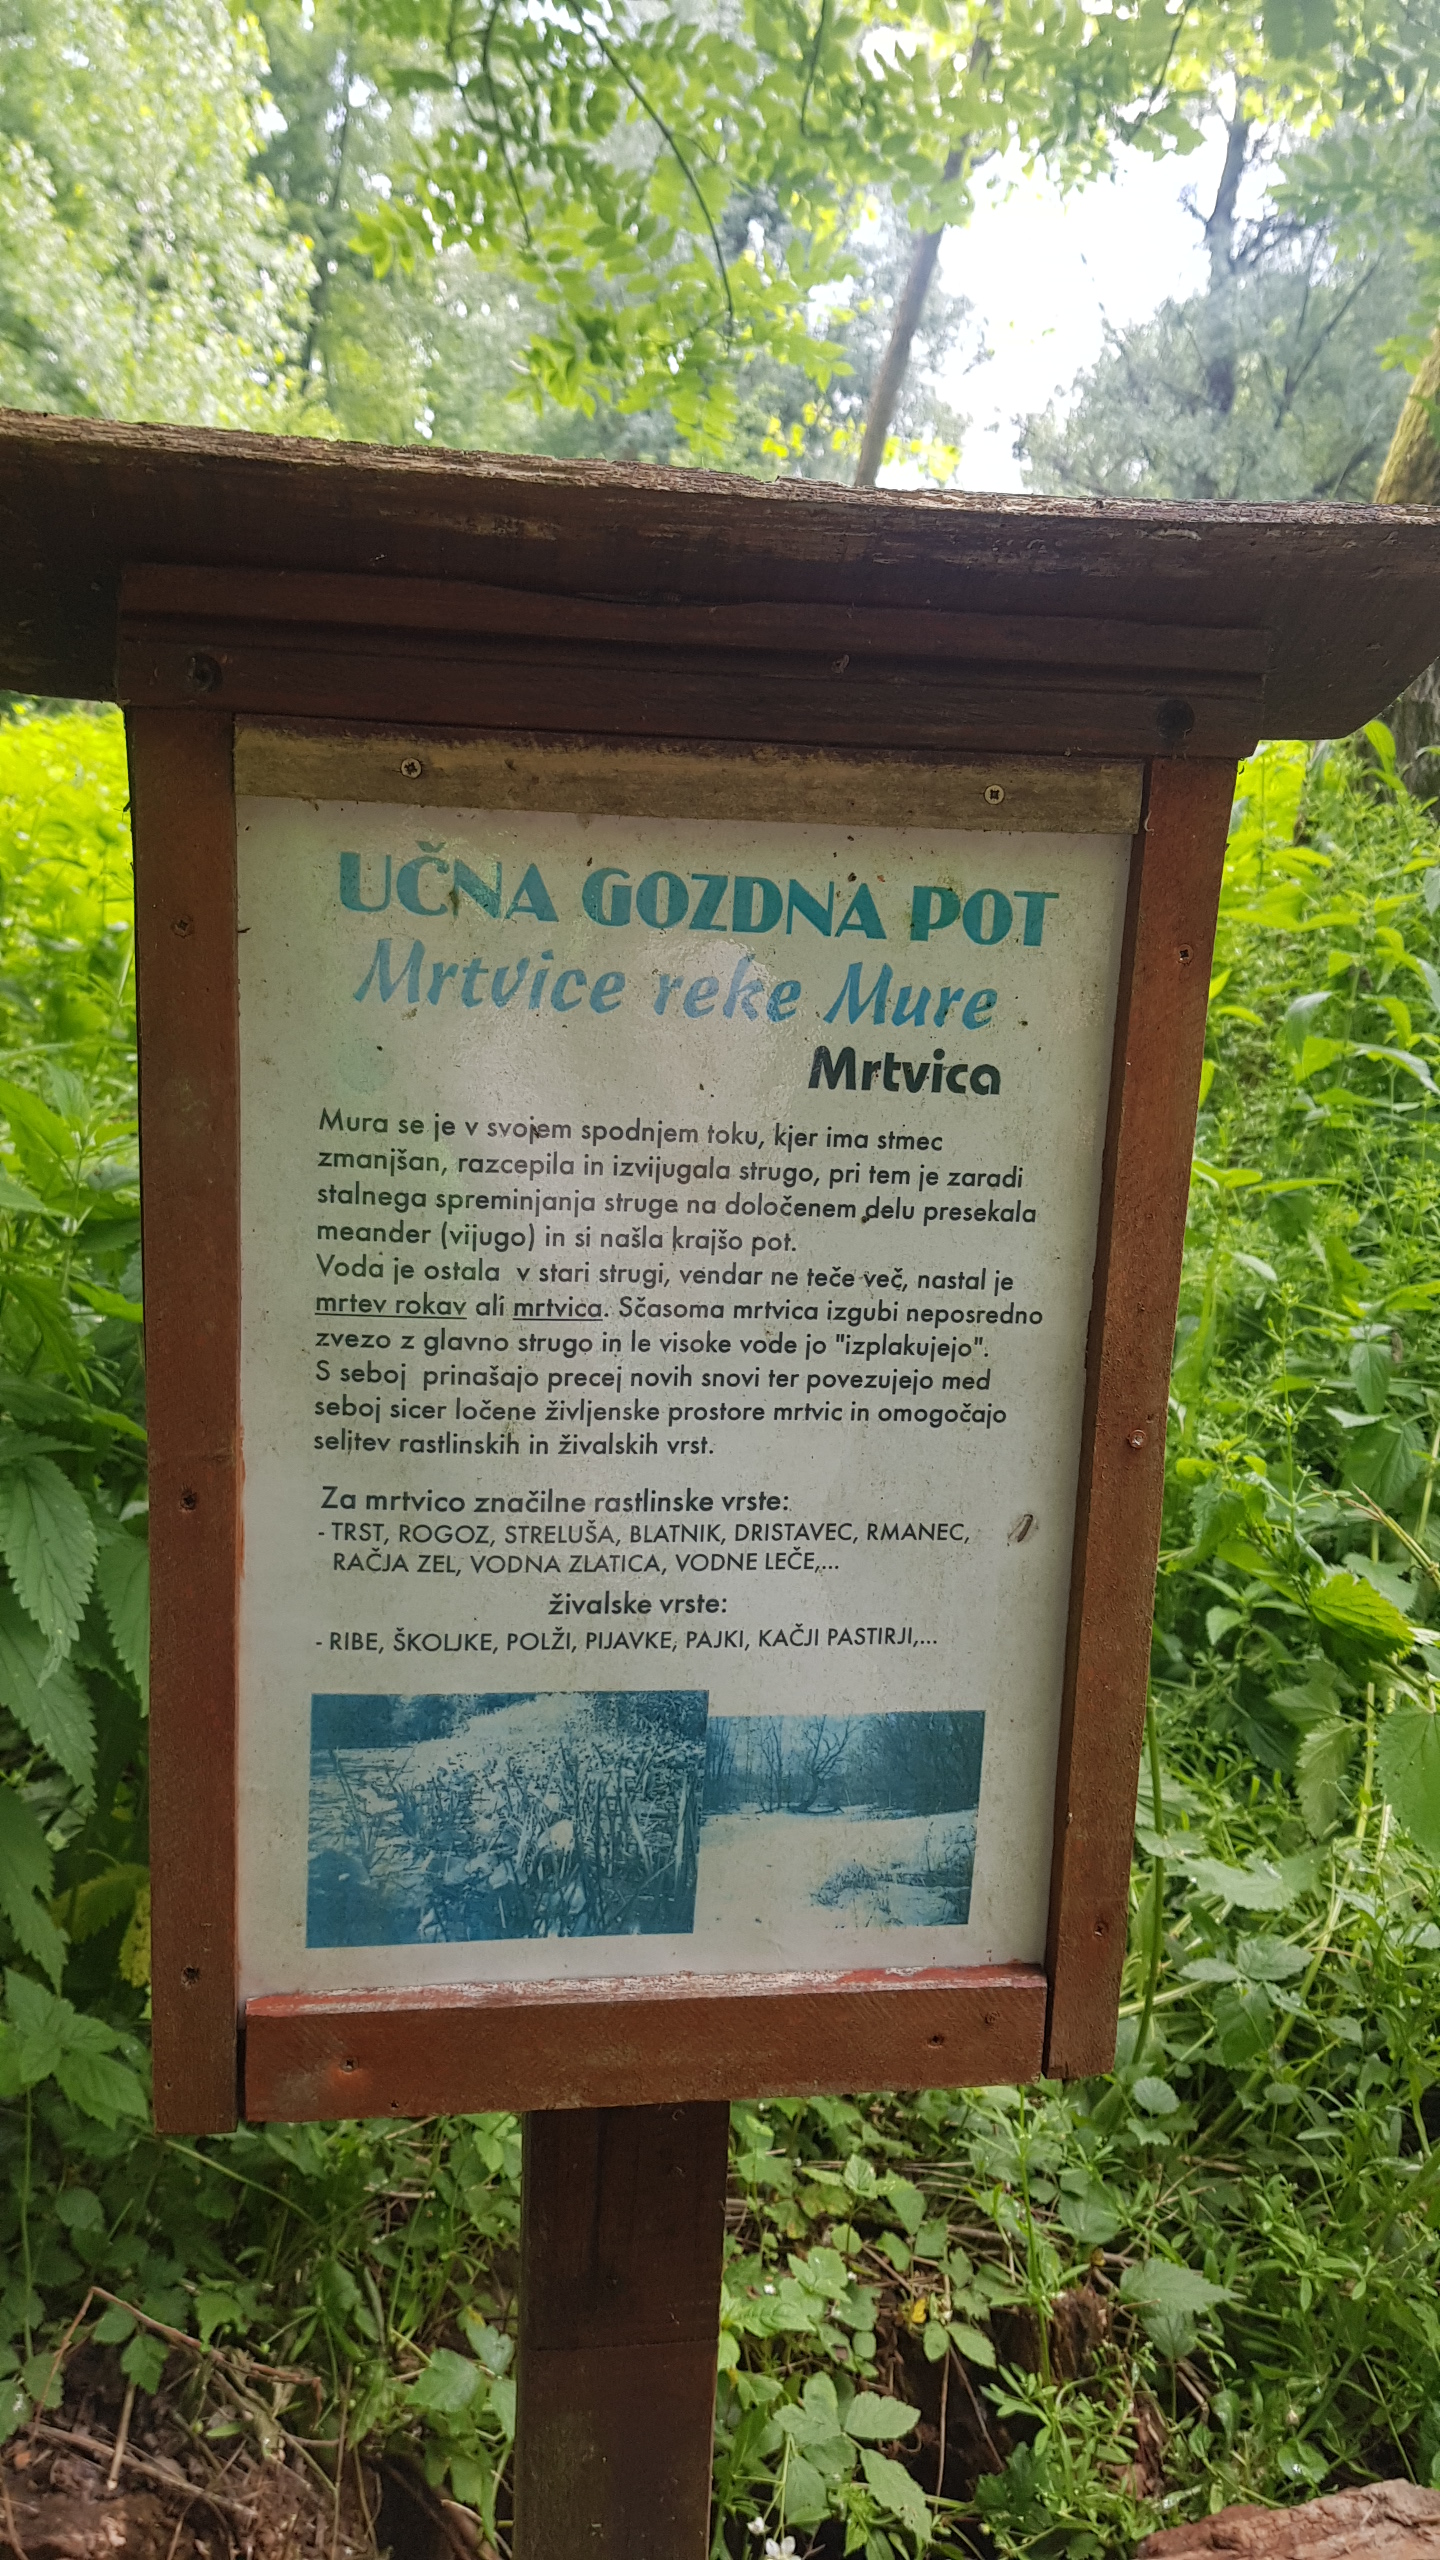 UČNA GOZDNA POT
Mrtvice reke Mure
Mrtvica
Mura se je v svojem spodnjem toku, kjer ima stmec
zmanjšan, razcepila in izvijugala strugo, pri tem je zaradi
stalnega spreminjanja struge na določenem delu presekala
meander (vijugo) in si našla krajšo pot.
Voda je ostala v stari strugi, vendar ne teče več, nastal je
mrtev rokav ali mrtvica. Sčasoma mrtvica izgubi neposredno
zvezo z glavno strugo in le visoke vode jo "izplakujejo".
S seboj prinašajo precej novih snovi ter povezujejo med
seboj sicer ločene življenske prostore mrtvic in omogočajo
selitev rastlinskih in živalskih vrst.
Za mrtvico značilne rastlinske vrste:
- TRST, ROGOZ, STRELUŠA, BLATNIK, DRISTAVEC, RMANEC,
RAČJA ZEL, VODNA ZLATICA, VODNE LEČE,...
živalske vrste:
- RIBE, ŠKOLJKE, POLŽI, PIJAVKE, PAJKI, KAČJI PASTIRJI,...